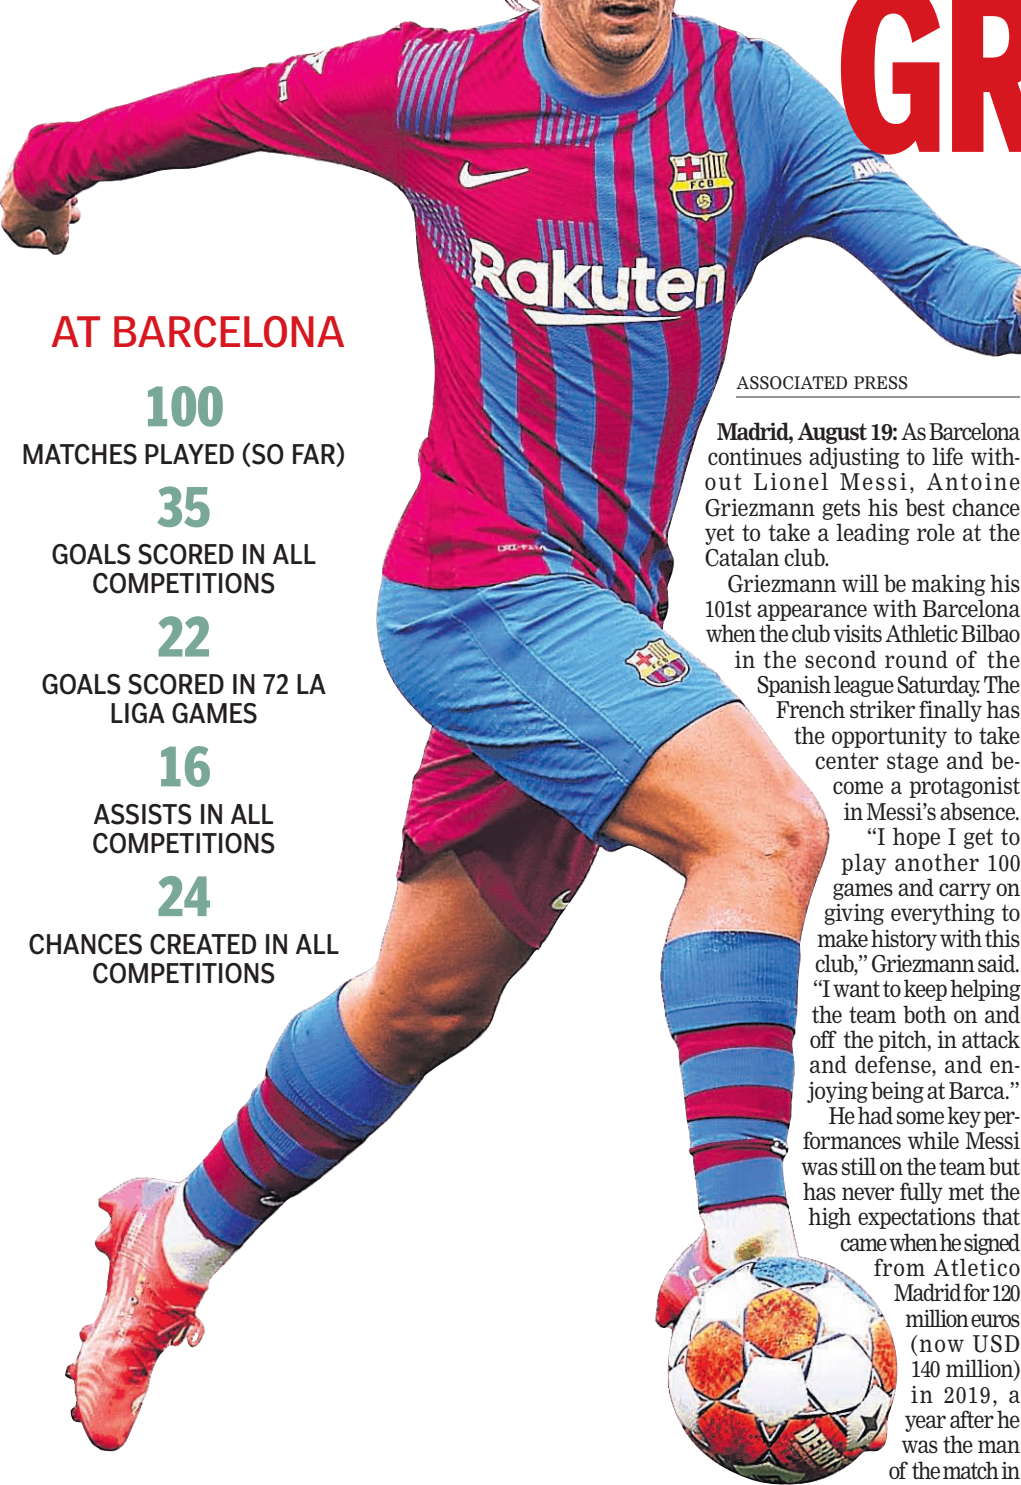 GR
FCB
Rakuten
AT BARCELONA
100
MATCHES PLAYED (SO FAR)
35
GOALS SCORED IN ALL
COMPETITIONS
22
GOALS SCORED IN 72 LA
LIGA GAMES
16
ASSISTS IN ALL
COMPETITIONS
24
CHANCES CREATED IN ALL
COMPETITIONS
ASSOCIATED PRESS
Madrid, August 19: As Barcelona
continues adjusting to life with-
out Lionel Messi, Antoine
Griezmann gets his best chance
yet to take a leading role at the
Catalan club.
Griezmann will be making his
101st appearance with Barcelona
when the club visits Athletic Bilbao
in the second round of the
Spanish league Saturday. The
French striker finally has
the opportunity to take
center stage and be-
come a protagonist
in Messi's absence.
“I hope I get to
play another 100
games and carry on
giving everything to
make history with this
club,” Griezmann said.
“I want to keep helping
the team both on and
off the pitch, in attack
and defense, and en-
joying being at Barca.”
He had some key per-
formances while Messi
was still on the team but
has never fully met the
high expectations that
came when he signed
from Atletico
Madrid for 120
million euros
(now USD
140 million)
in 2019, a
year after he
was the man
of the match in